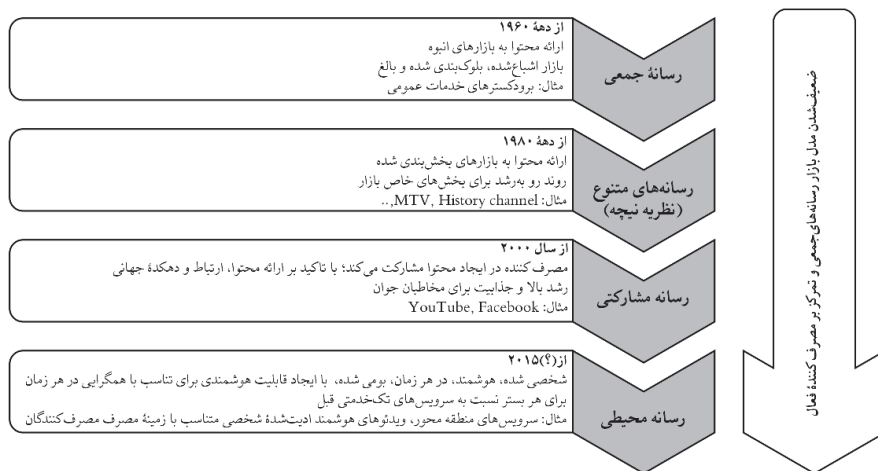 از دههٔ ۱۹۶۰
ارائه محتوا به بازارهای انبوه
بازار اشباع‌شده، بلوک‌بندی شده و بالغ
مثال: برودکسترهای خدمات عمومی
رسانهٔ جمعی
از دههٔ ۱۹۸۰
ارائه محتوا به بازارهای بخش‌بندی شده
روند رو به‌رشد برای بخش‌های خاص بازار
مثال: MTV, History channel,..
رسانه‌های متنوع
(نظریه نیچه)
از سال ۲۰۰۰
مصرف‌کننده در ایجاد محتوا مشارکت می‌کند؛ با تاکید بر ارائه محتوا، ارتباط و دهکدهٔ جهانی
رشد بالا و جذابیت برای مخاطبان جوان
مثال: YouTube, Facebook
رسانه مشارکتی
از(؟)۲۰۱۵
شخصی شده، هوشمند، در هر زمان، بومی شده، با ایجاد قابلیت هوشمندی برای تناسب با همگرایی در هر زمان
برای هر بستر نسبت به سرویس‌های تک‌خدمتی قبل
مثال: سرویس‌های منطقه محور، ویدئوهای هوشمند ادیت‌شدهٔ شخصی متناسب با زمینهٔ مصرف مصرف‌کنندگان
رسانه محیطی
ضعیف‌شدن مدل بازار رسانه‌های‌جمعی و تمرکز بر مصرف‌کنندهٔ فعال